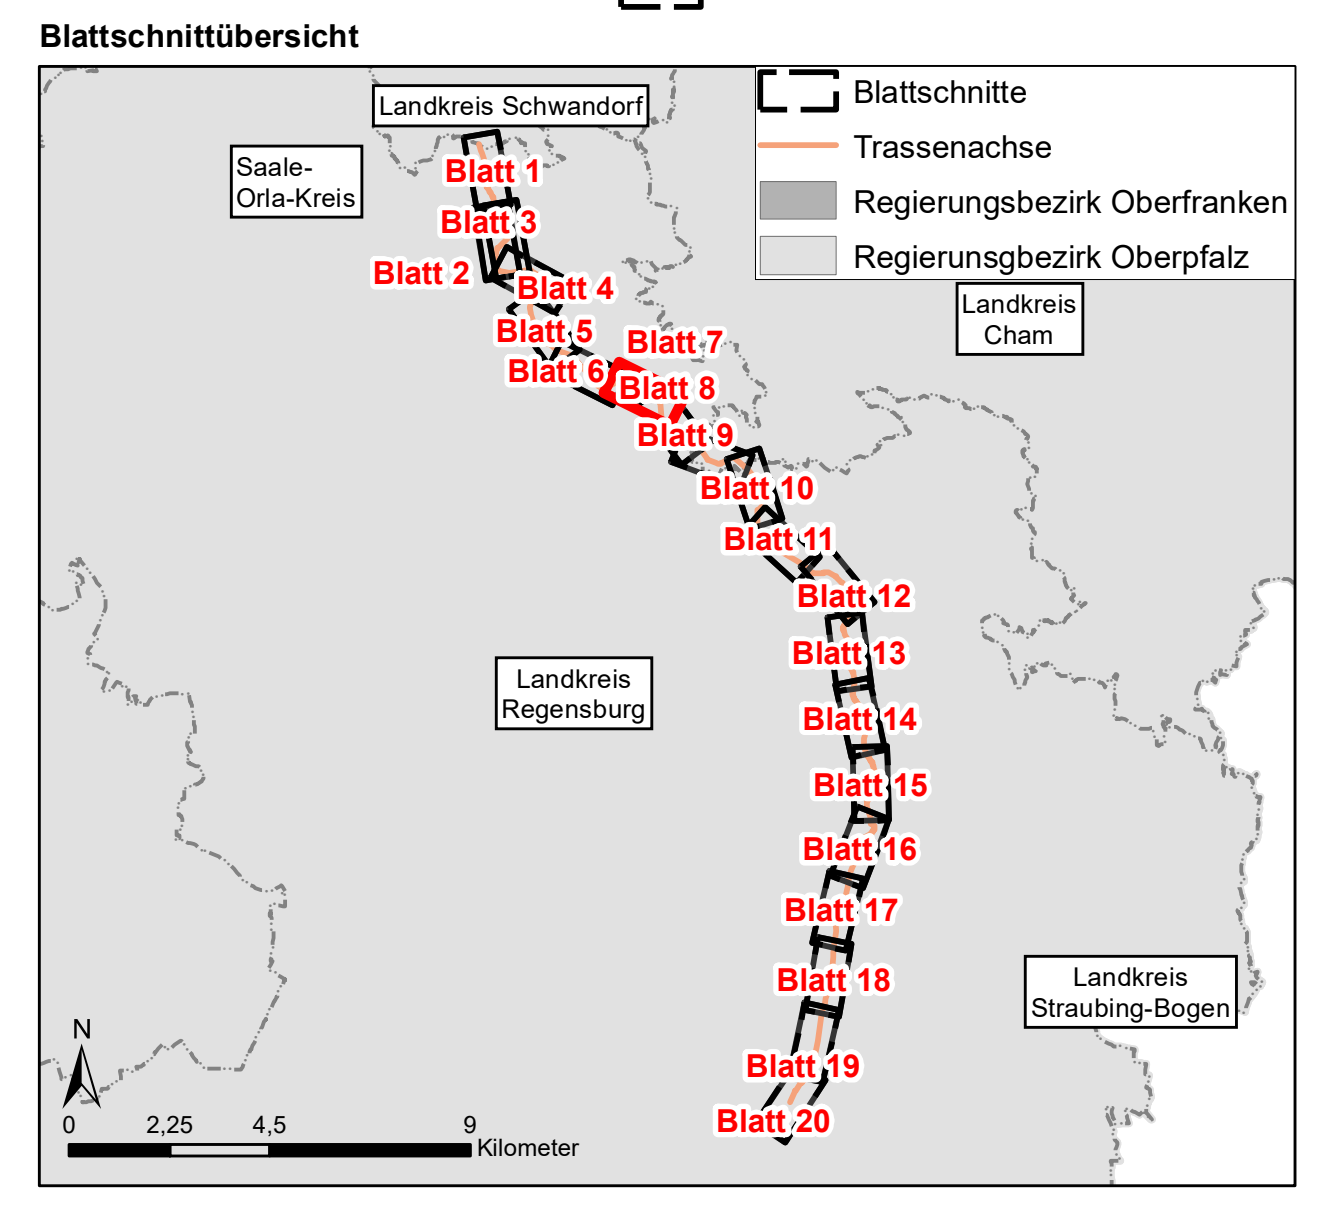 Blattschnittübersicht
Blattschnitte
Trassenachse
Regierungsbezirk Oberfranken
Regierunsgbezirk Oberpfalz
Landkreis Schwandorf
Saale-
Orla-Kreis
Landkreis
Cham
Blatt 1
Blatt 3
Blatt 2
Blatt 4
Blatt 5
Blatt 7
Blatt 6
Blatt 8
Blatt 9
Blatt 10
Blatt 11
Blatt 12
Blatt 13
Landkreis
Regensburg
Blatt 14
Blatt 15
Blatt 16
Blatt 17
Blatt 18
Landkreis
Straubing-Bogen
Blatt 19
Blatt 20
N
0 2,25 4,5 9
Kilometer